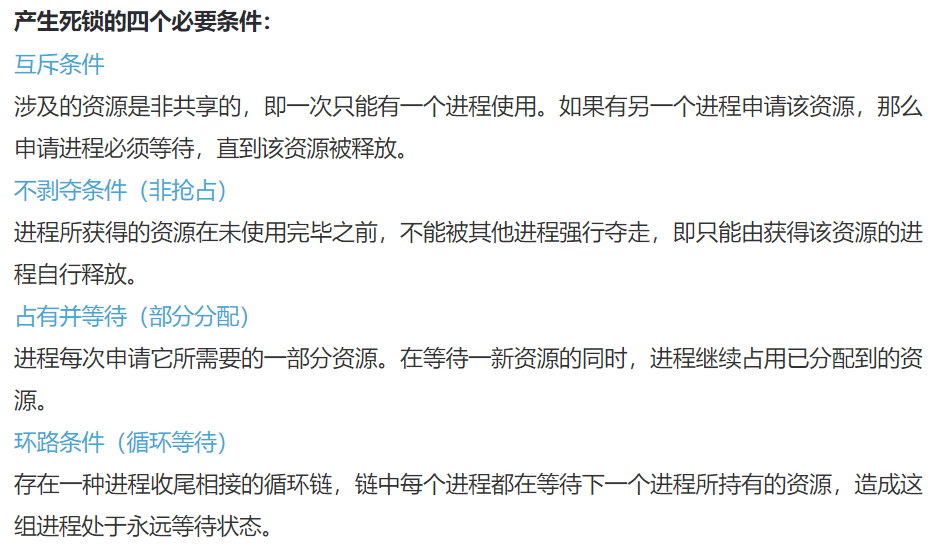 产生死锁的四个必要条件：
互斥条件
涉及的资源是非共享的，即一次只能有一个进程使用。如果有另一个进程申请该资源，那么
申请进程必须等待，直到该资源被释放。
不剥夺条件（非抢占）
进程所获得的资源在未使用完毕之前，不能被其他进程强行夺走，即只能由获得该资源的进
程自行释放。
占有并等待（部分分配）
进程每次申请它所需要的一部分资源。在等待一新资源的同时，进程继续占用已分配到的资
源。
环路条件（循环等待）
存在一种进程收尾相接的循环链，链中每个进程都在等待下一个进程所持有的资源，造成这
组进程处于永远等待状态。